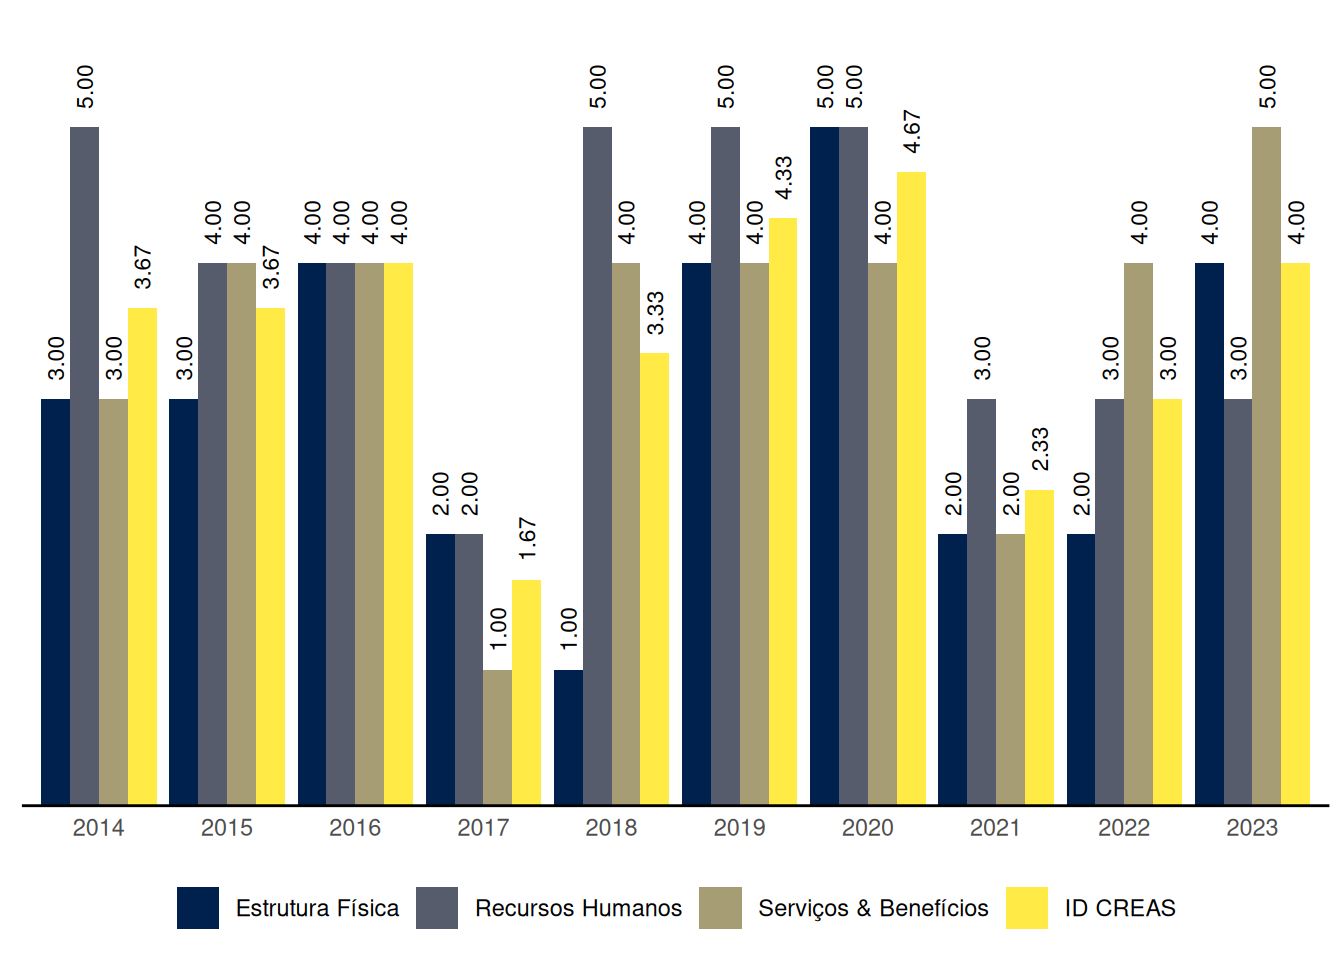 3.00 5.00 3.00 3.67 3.00 4.00 4.00 3.67 4.00 4.00 4.00 4.00 2.00 2.00 1.00 1.67 1.00 5.00 4.00 3.33 4.00 5.00 4.00 4.33 5.00 5.00 4.00 4.67 2.00 3.00 2.00 2.33 2.00 3.00 4.00 3.00 4.00 3.00 5.00 4.00
2014 2015 2016 2017 2018 2019 2020 2021 2022 2023
Estrutura Física Recursos Humanos Serviços & Benefícios ID CREAS